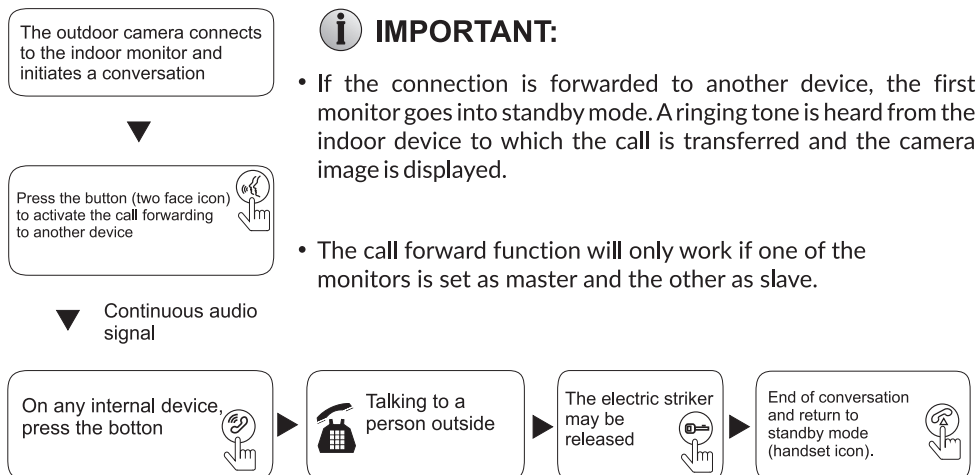 The outdoor camera connects
to the indoor monitor and
initiates a conversation
Press the button (two face icon)
to activate the call forwarding
to another device
Continuous audio
signal
i IMPORTANT:
• If the connection is forwarded to another device, the first
monitor goes into standby mode. A ringing tone is heard from the
indoor device to which the call is transferred and the camera
image is displayed.
• The call forward function will only work if one of the
monitors is set as master and the other as slave.
On any internal device,
press the botton
Talking to a
person outside
The electric striker
may be
released
End of conversation
and return to
standby mode
(handset icon).